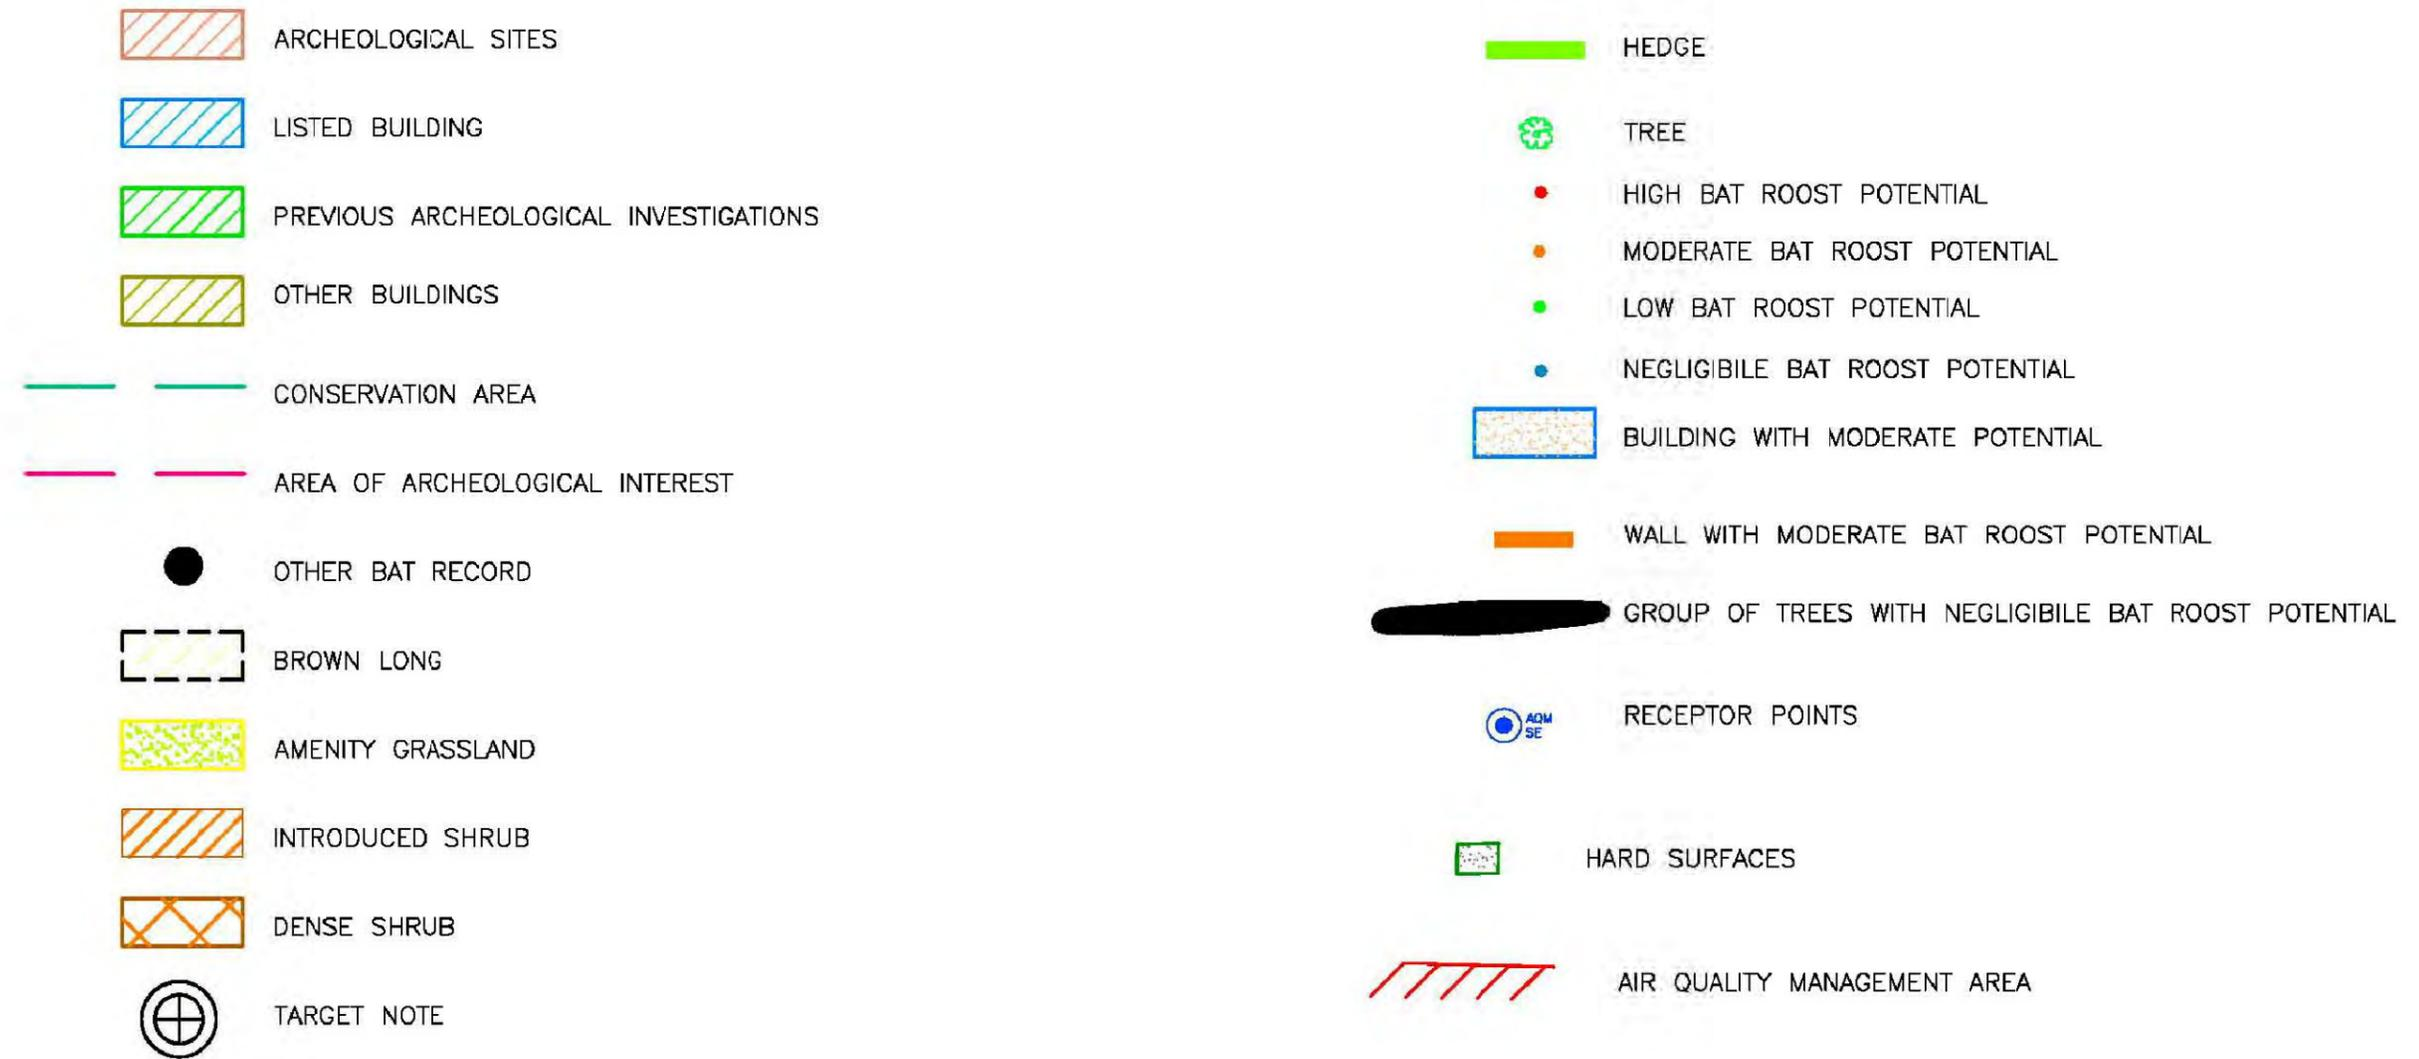 ARCHEOLOGICAL SITES
LISTED BUILDING
PREVIOUS ARCHEOLOGICAL INVESTIGATIONS
OTHER BUILDINGS
CONSERVATION AREA
AREA OF ARCHEOLOGICAL INTEREST
OTHER BAT RECORD
BROWN LONG
AMENITY GRASSLAND
INTRODUCED SHRUB
DENSE SHRUB
TARGET NOTE
HEDGE
TREE
HIGH BAT ROOST POTENTIAL
MODERATE BAT ROOST POTENTIAL
LOW BAT ROOST POTENTIAL
NEGLIGIBILE BAT ROOST POTENTIAL
BUILDING WITH MODERATE POTENTIAL
WALL WITH MODERATE BAT ROOST POTENTIAL
GROUP OF TREES WITH NEGLIGIBILE BAT ROOST POTENTIAL
AQM
SE
RECEPTOR POINTS
HARD SURFACES
AIR QUALITY MANAGEMENT AREA